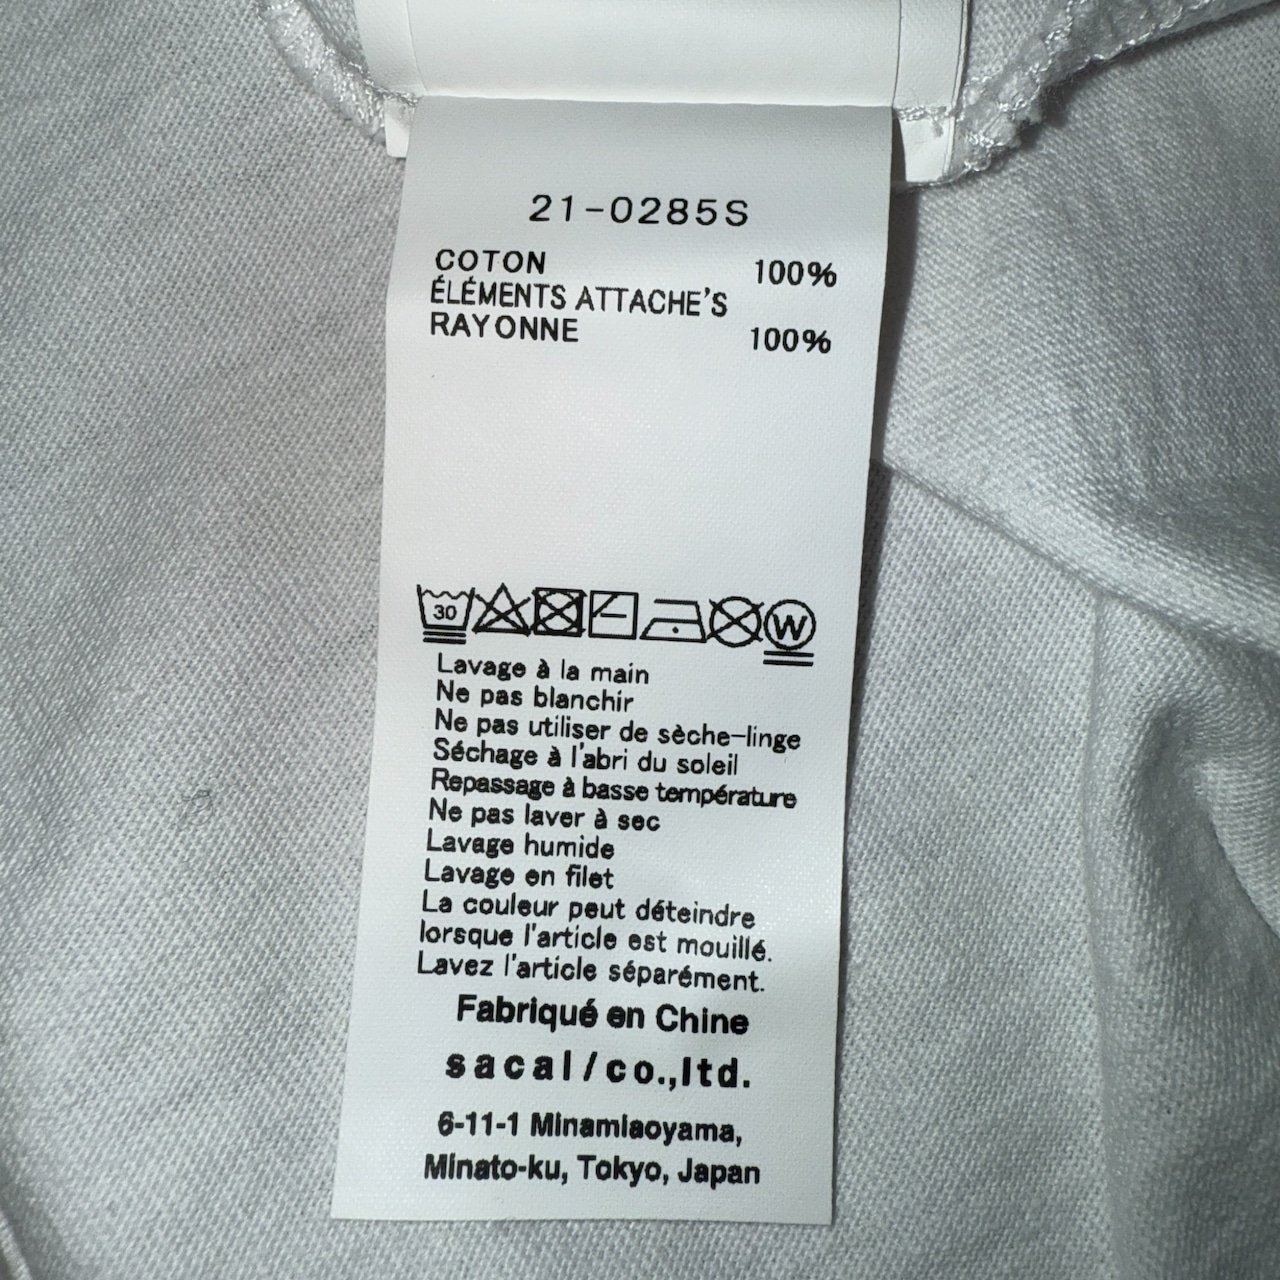 21-0285S
COTON 100%
ÉLÉMENTS ATTACHE'S
RAYONNE 100%
30 W
Lavage à la main
Ne pas blanchir
Ne pas utiliser de sèche-linge
Séchage à l'abri du soleil
Repassage à basse température
Ne pas laver à sec
Lavage humide
Lavage en filet
La couleur peut déteindre
lorsque l'article est mouillé.
Lavez l'article séparément.
Fabriqué en Chine
sacal/co.,ltd.
6-11-1 Minamiaoyama,
Minato-ku, Tokyo, Japan